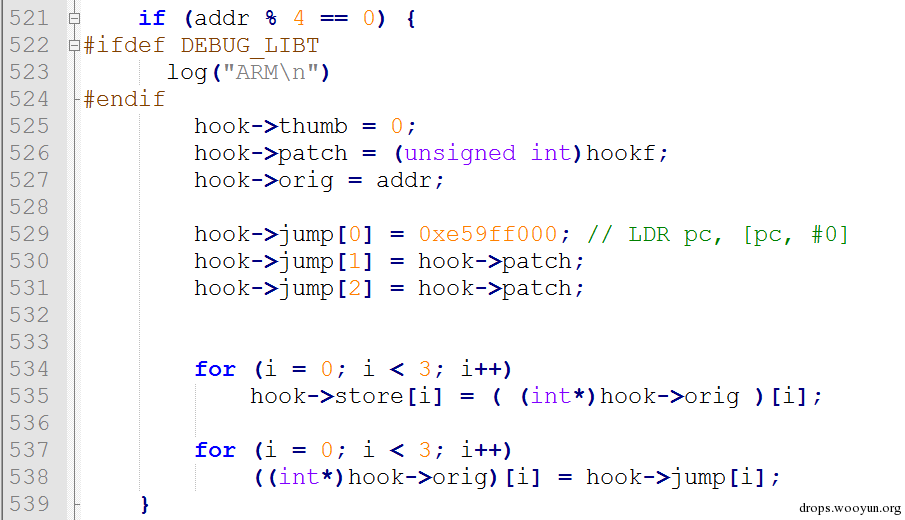 521 if (addr % 4 == 0) {
522 #ifdef DEBUG_LIBT
523 log("ARM\n")
524 #endif
525 hook->thumb = 0;
526 hook->patch = (unsigned int)hookf;
527 hook->orig = addr;
528
529 hook->jump[0] = 0xe59ff000; // LDR pc, [pc, #0]
530 hook->jump[1] = hook->patch;
531 hook->jump[2] = hook->patch;
532
533
534 for (i = 0; i < 3; i++)
535 hook->store[i] = ( (int*)hook->orig )[i];
536
537 for (i = 0; i < 3; i++)
538 ((int*)hook->orig)[i] = hook->jump[i];
539 }
drops.wooyun.org